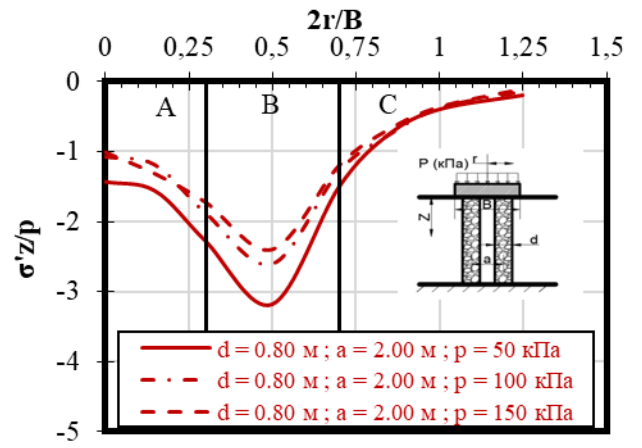 2r/B
0 0,25 0,5 0,75 1 1,25 1,5
0
-1
-2
-3
-4
-5
σ'z/p
A B C
P (кПа) r
B
Z
d
a
d = 0.80 м ; a = 2.00 м ; p = 50 кПа
d = 0.80 м ; a = 2.00 м ; p = 100 кПа
d = 0.80 м ; a = 2.00 м ; p = 150 кПа